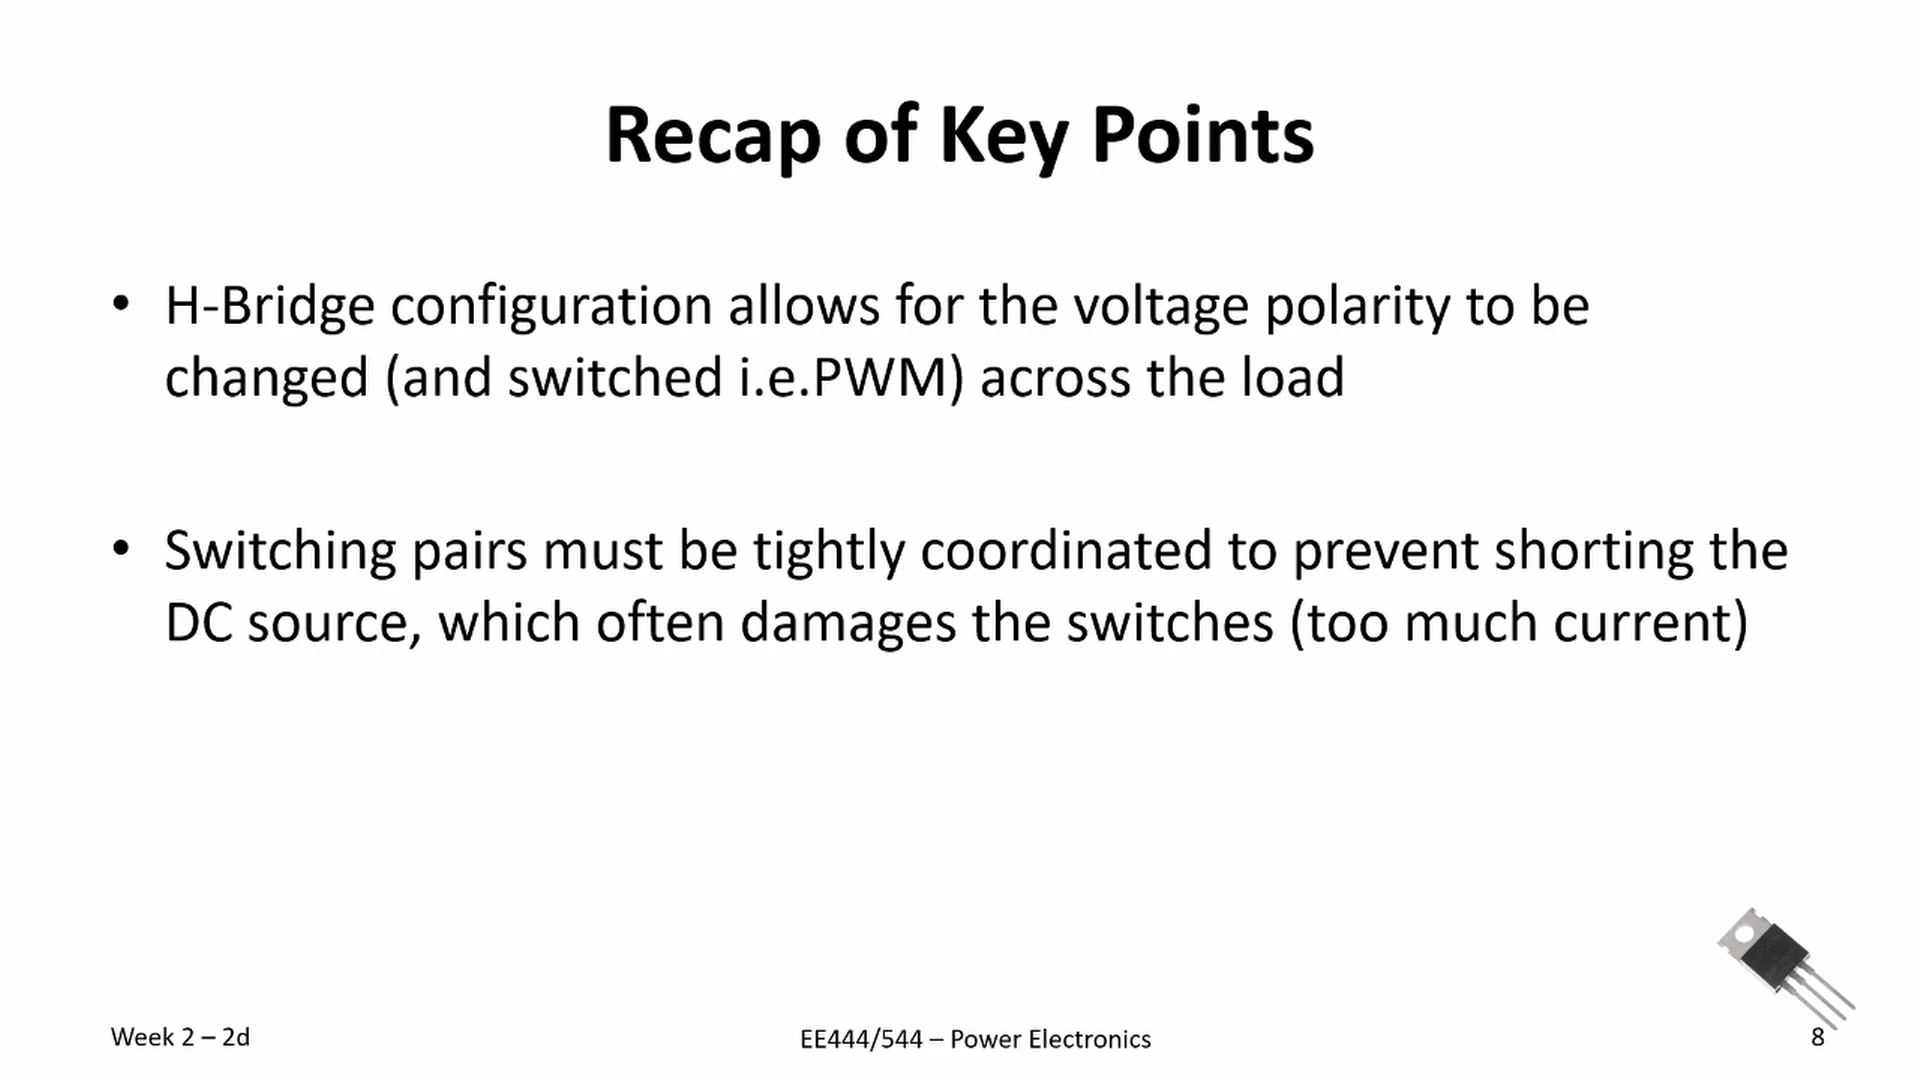 Recap of Key Points
• H-Bridge configuration allows for the voltage polarity to be
changed (and switched i.e.PWM) across the load
• Switching pairs must be tightly coordinated to prevent shorting the
DC source, which often damages the switches (too much current)
Week 2 – 2d
EE444/544 – Power Electronics
8